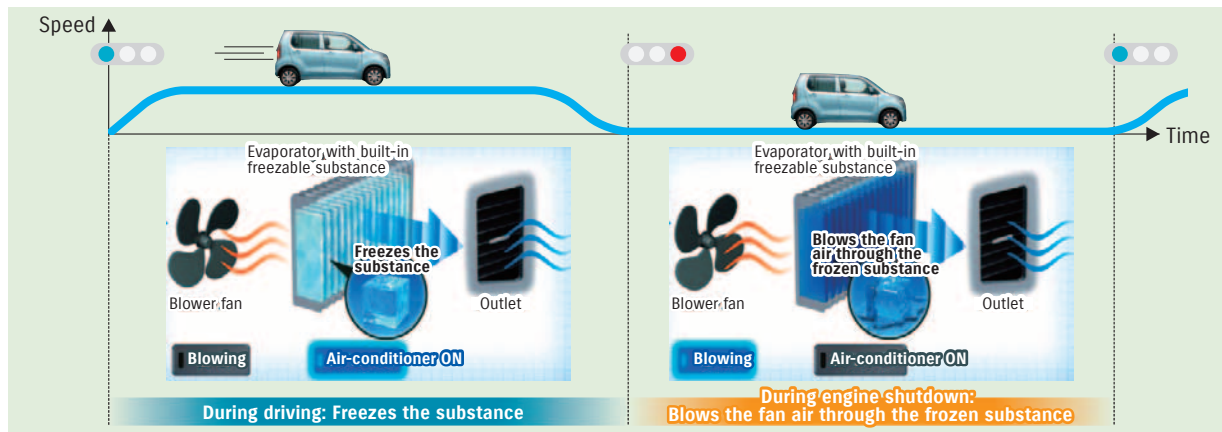 Speed
Time
Evaporator with built-in
freezable substance
Freezes the
substance
Blower fan
Outlet
Blowing
Air-conditioner ON
During driving: Freezes the substance
Evaporator with built-in
freezable substance
Blows the fan
air through the
frozen substance
Blower fan
Outlet
Blowing
Air-conditioner ON
During engine shutdown:
Blows the fan air through the frozen substance